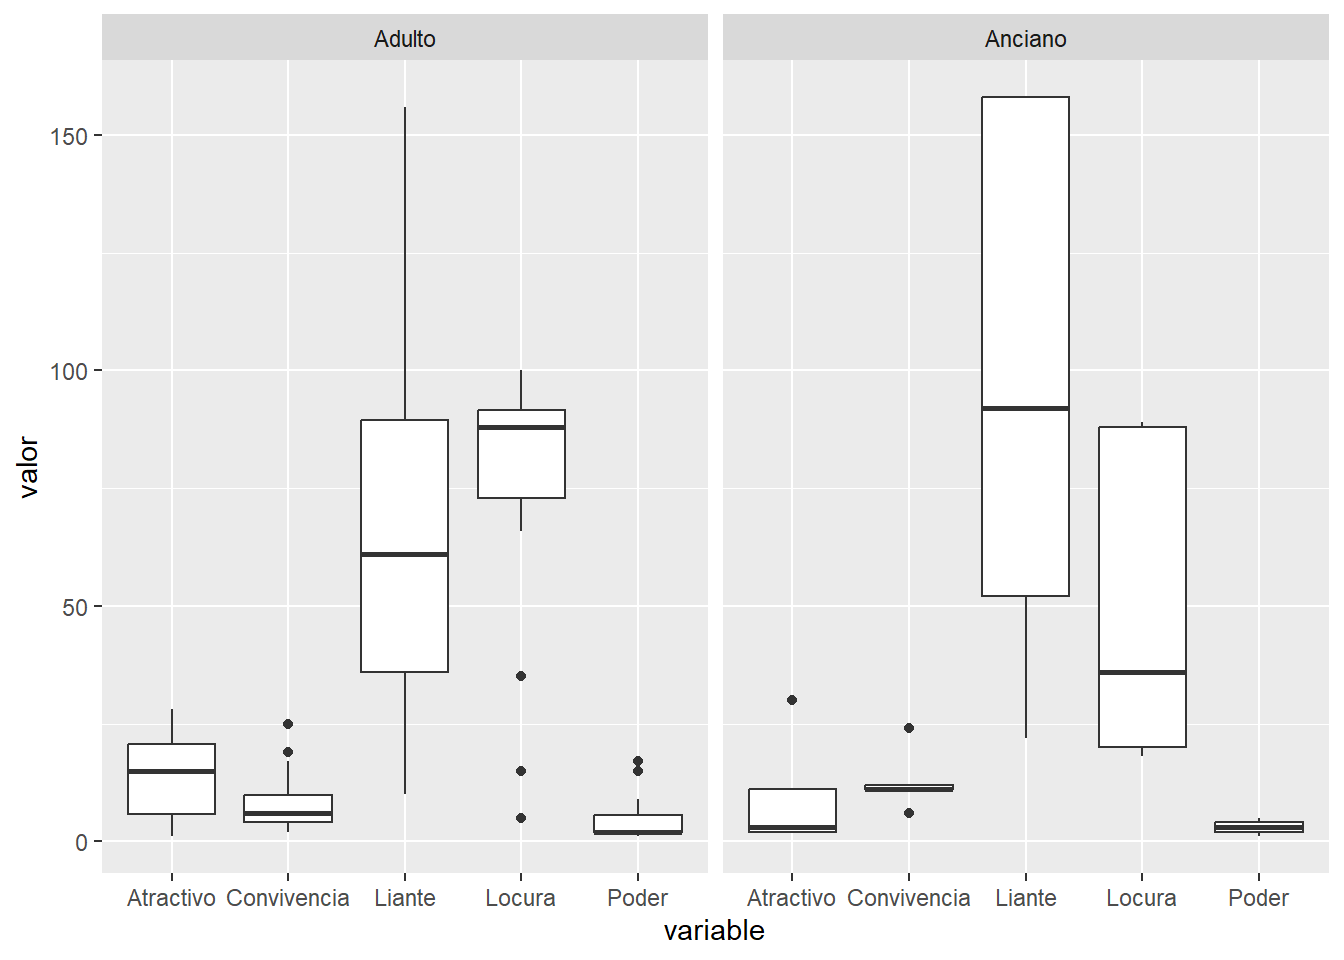 Adulto Anciano
150
100
50
0
valor
Atractivo Convivencia Liante Locura Poder Atractivo Convivencia Liante Locura Poder
variable